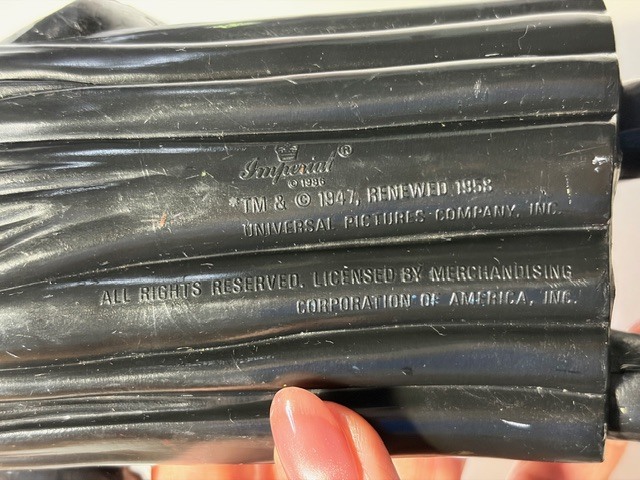 Imperial®
© 1986
TM & © 1947, RENEWED 1958
UNIVERSAL PICTURES COMPANY, INC.
ALL RIGHTS RESERVED. LICENSED BY MERCHANDISING
CORPORATION OF AMERICA, INC.